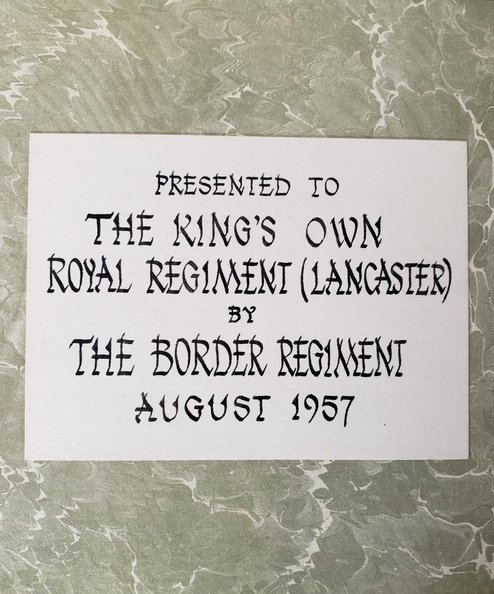 PRESENTED TO
THE KING'S OWN
ROYAL REGIMENT (LANCASTER)
BY
THE BORDER REGIMENT
AUGUST 1957